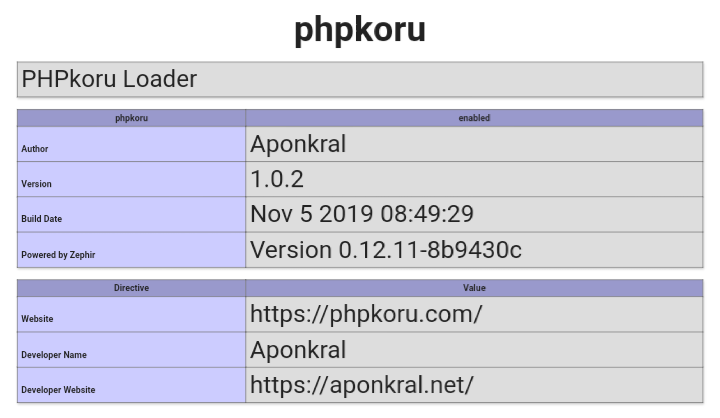 phpkoru
PHPkoru Loader
phpkoru enabled
Author Aponkral
Version 1.0.2
Build Date Nov 5 2019 08:49:29
Powered by Zephir Version 0.12.11-8b9430c
Directive Value
Website https://phpkoru.com/
Developer Name Aponkral
Developer Website https://aponkral.net/